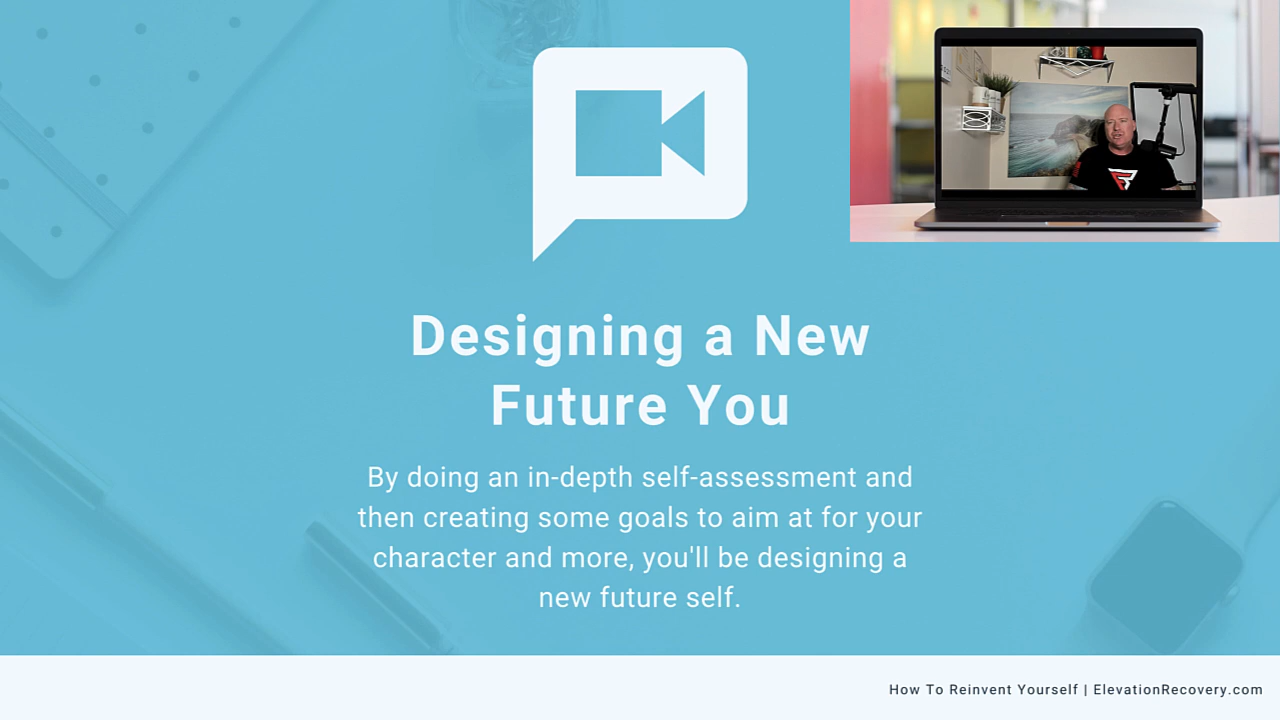 Designing a New
Future You
By doing an in-depth self-assessment and
then creating some goals to aim at for your
character and more, you'll be designing a
new future self.
How To Reinvent Yourself | ElevationRecovery.com